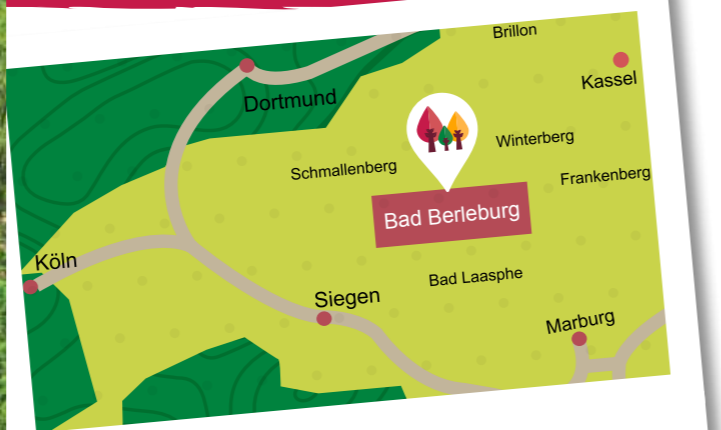 Brillon
Kassel
Dortmund
Winterberg
Schmallenberg
Frankenberg
Bad Berleburg
Köln
Bad Laasphe
Siegen
Marburg